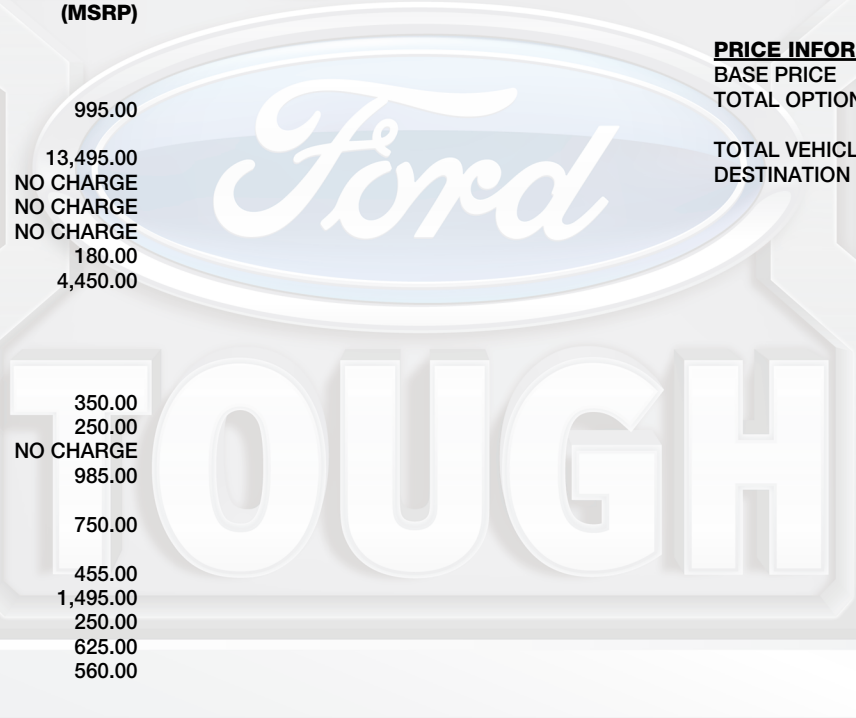 (MSRP)
995.00
13,495.00
NO CHARGE
NO CHARGE
NO CHARGE
180.00
4,450.00
350.00
250.00
NO CHARGE
985.00
750.00
455.00
1,495.00
250.00
625.00
560.00
PRICE INFOR
BASE PRICE
TOTAL OPTION
TOTAL VEHICL
DESTINATION
Ford
TOUGH